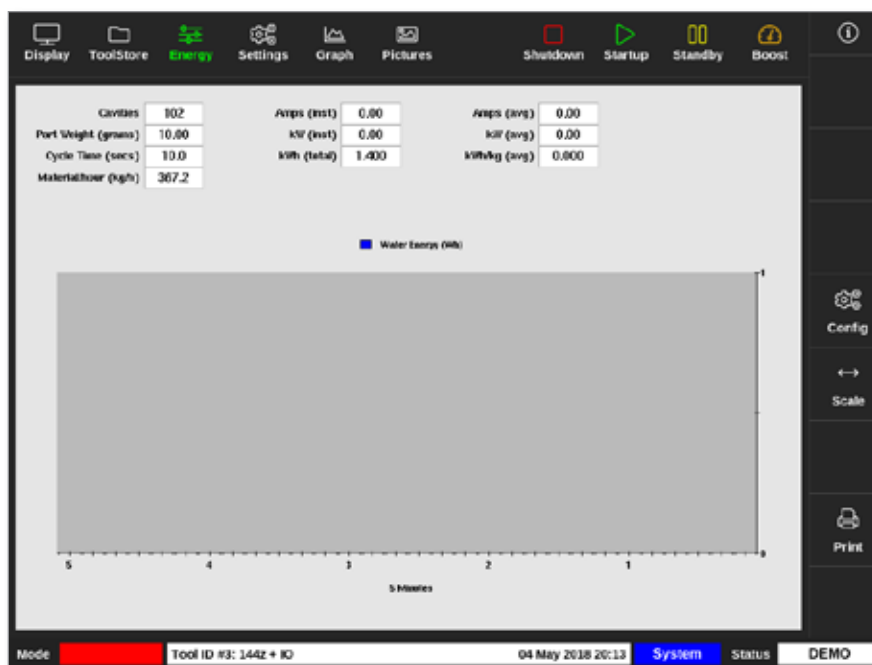 Display ToolStore Energy Settings Graph Pictures Shutdown Startup Standby Boost
Cavities 102 Amps (inst) 0.00 Amps (avg) 0.00
Part Weight (grams) 10.00 kW (inst) 0.00 kW (avg) 0.00
Cycle Time (secs) 10.0 kWh (total) 1.400 kWh/kg (avg) 0.000
Material/hour (kg/h) 367.2
Water Energy (Wh)
1
Config
Scale
Print
0
5 4 3 2 1
5 Minutes
Mode Tool ID #3: 144z + IO 04 May 2018 20:13 System Status DEMO